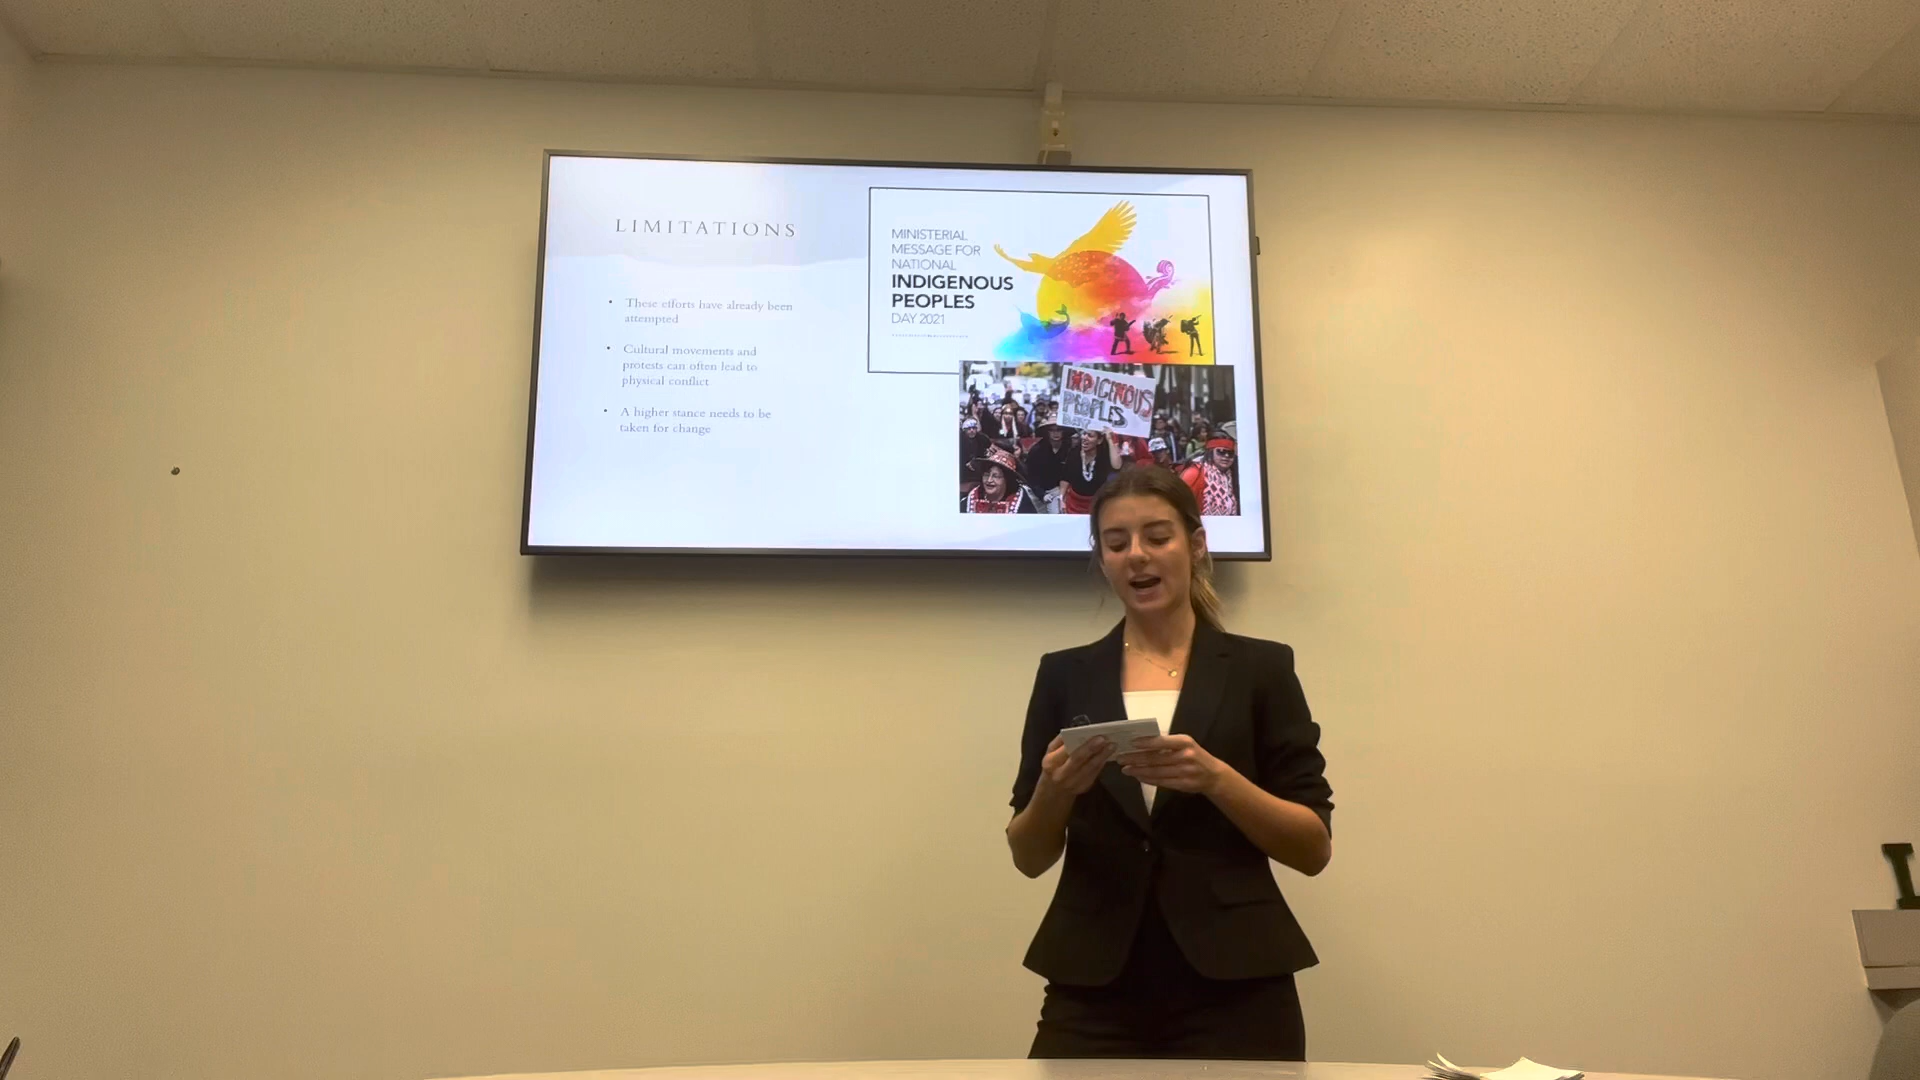 LIMITATIONS
• These efforts have already been
attempted
• Cultural movements and
protests can often lead to
physical conflict
• A higher stance needs to be
taken for change
MINISTERIAL
MESSAGE FOR
NATIONAL
INDIGENOUS
PEOPLES
DAY 2021
INDIGENOUS
PEOPLES
DAY
L